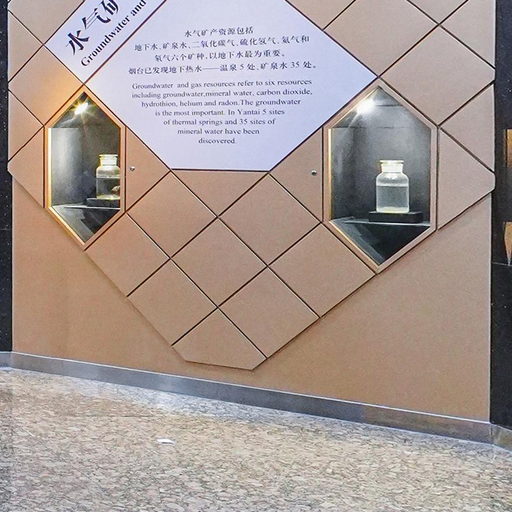 水气矿
Groundwater and
水气矿产资源包括
地下水、矿泉水、二氧化碳气、硫化氢气、氦气和
氡气六个矿种，以地下水最为重要。
烟台已发现地下热水——温泉 5 处、矿泉水 35 处。
Groundwater and gas resources refer to six resources
including groundwater,mineral water, carbon dioxide,
hydrothion, helium and radon.The groundwater
is the most important. In Yantai 5 sites
of thermal springs and 35 sites of
mineral water have been
discovered